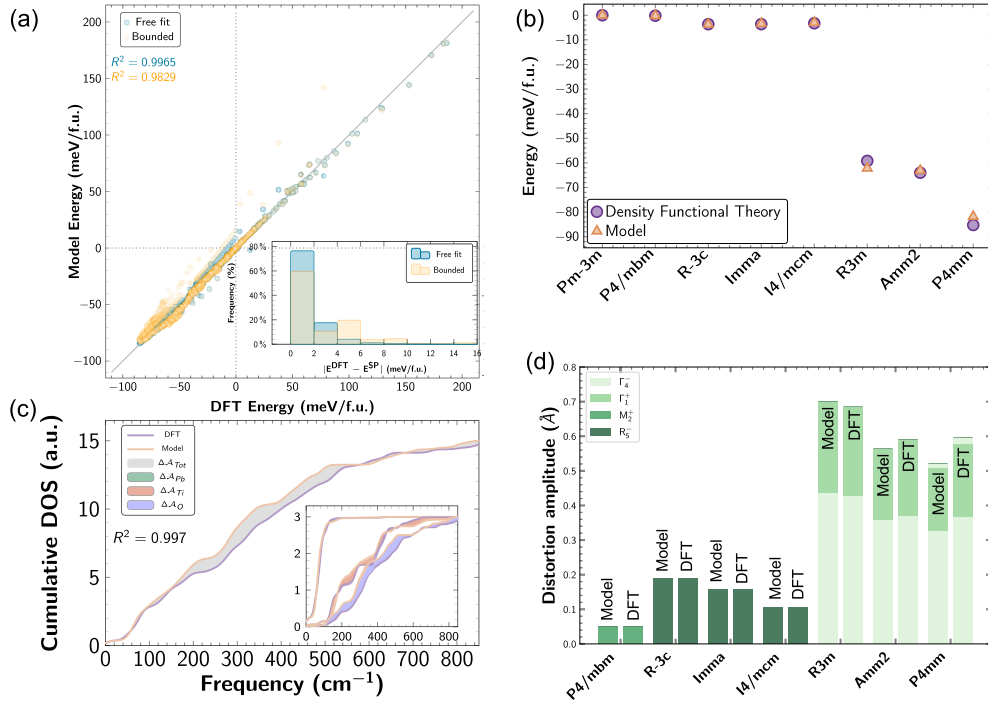 (a)
Free fit
Bounded
R² = 0.9965
R² = 0.9829
200
150
100
50
0
−50
−100
Model Energy (meV/f.u.)
−100 −50 0 50 100 150 200
DFT Energy (meV/f.u.)
80 %
60 %
40 %
20 %
0 %
Frequency (%)
Free fit
Bounded
0 2 4 6 8 10 12 14 16
|E^DFT − E^SP| (meV/f.u.)
(b)
0
−10
−20
−30
−40
−50
−60
−70
−80
−90
Energy (meV/f.u.)
Density Functional Theory
Model
Pm-3m P4/mbm R-3c Imma I4/mcm R3m Amm2 P4mm
(c)
DFT
Model
Δ𝒜_Tot
Δ𝒜_Pb
Δ𝒜_Ti
Δ𝒜_O
R² = 0.997
15
10
5
0
Cumulative DOS (a.u.)
3
2
1
0
0 200 400 600 800
0 100 200 300 400 500 600 700 800
Frequency (cm⁻¹)
(d)
Γ₄⁻
Γ₁⁺
M₂⁺
R₅⁻
0.8
0.7
0.6
0.5
0.4
0.3
0.2
0.1
0.0
Distortion amplitude (Å)
Model DFT Model DFT Model DFT Model DFT Model DFT Model DFT Model DFT
P4/mbm R-3c Imma I4/mcm R3m Amm2 P4mm